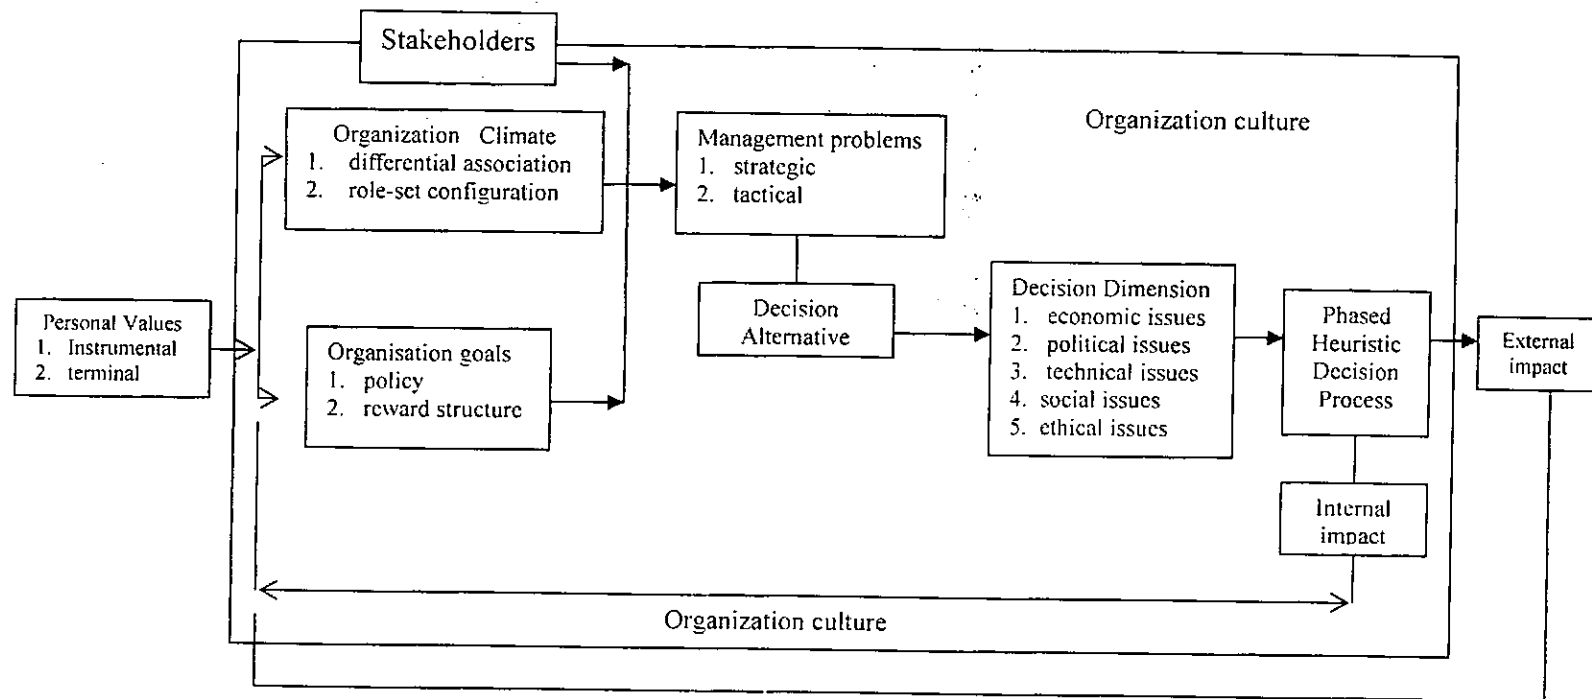 Stakeholders
Organization Climate
1. differential association
2. role-set configuration
Management problems
1. strategic
2. tactical
Organization culture
Personal Values
1. Instrumental
2. terminal
Organisation goals
1. policy
2. reward structure
Decision
Alternative
Decision Dimension
1. economic issues
2. political issues
3. technical issues
4. social issues
5. ethical issues
Phased
Heuristic
Decision
Process
External
impact
Internal
impact
Organization culture